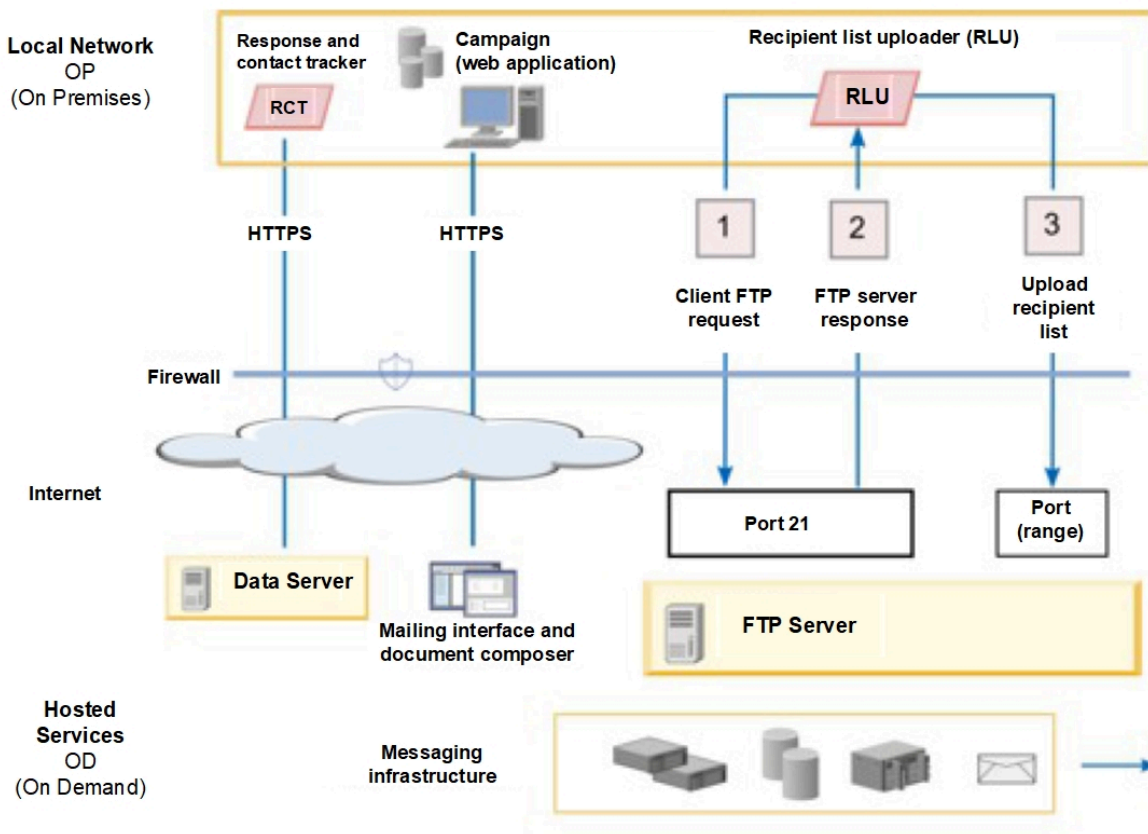 Local Network
OP
(On Premises)
Response and
contact tracker
RCT
Campaign
(web application)
Recipient list uploader (RLU)
RLU
HTTPS
HTTPS
1
2
3
Client FTP
request
FTP server
response
Upload
recipient
list
Firewall
Internet
Port 21
Port
(range)
Data Server
Mailing interface and
document composer
FTP Server
Hosted
Services
OD
(On Demand)
Messaging
infrastructure